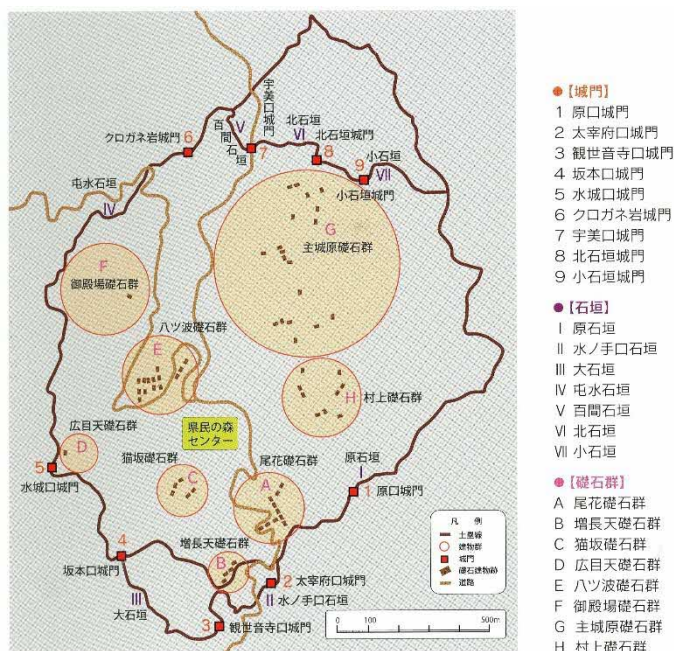 宇美口城門
百間石垣
V
北石垣
VI
北石垣城門
クロガネ岩城門
6
7
8
小石垣
9
VII
小石垣城門
屯水石垣
IV
G
主城原礎石群
F
御殿場礎石群
八ツ波礎石群
E
H 村上礎石群
広目天礎石群
D
県民の森
センター
猫坂礎石群
C
尾花礎石群
A
原石垣
I
5
水城口城門
1 原口城門
4
坂本口城門
増長天礎石群
B
2 太宰府口城門
II 水ノ手口石垣
III
大石垣
3 観世音寺口城門
凡 例
土塁線
建物群
城門
礎石建物跡
道路
0 100 500m
●【城門】
1 原口城門
2 太宰府口城門
3 観世音寺口城門
4 坂本口城門
5 水城口城門
6 クロガネ岩城門
7 宇美口城門
8 北石垣城門
9 小石垣城門
●【石垣】
I 原石垣
II 水ノ手口石垣
III 大石垣
IV 屯水石垣
V 百間石垣
VI 北石垣
VII 小石垣
●【礎石群】
A 尾花礎石群
B 増長天礎石群
C 猫坂礎石群
D 広目天礎石群
E 八ツ波礎石群
F 御殿場礎石群
G 主城原礎石群
H 村上礎石群